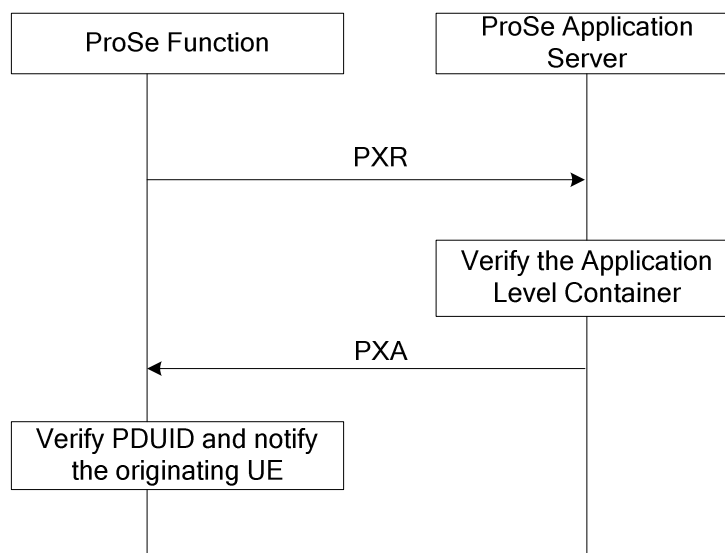 ProSe Function
ProSe Application
Server
PXR
Verify the Application
Level Container
PXA
Verify PDUID and notify
the originating UE